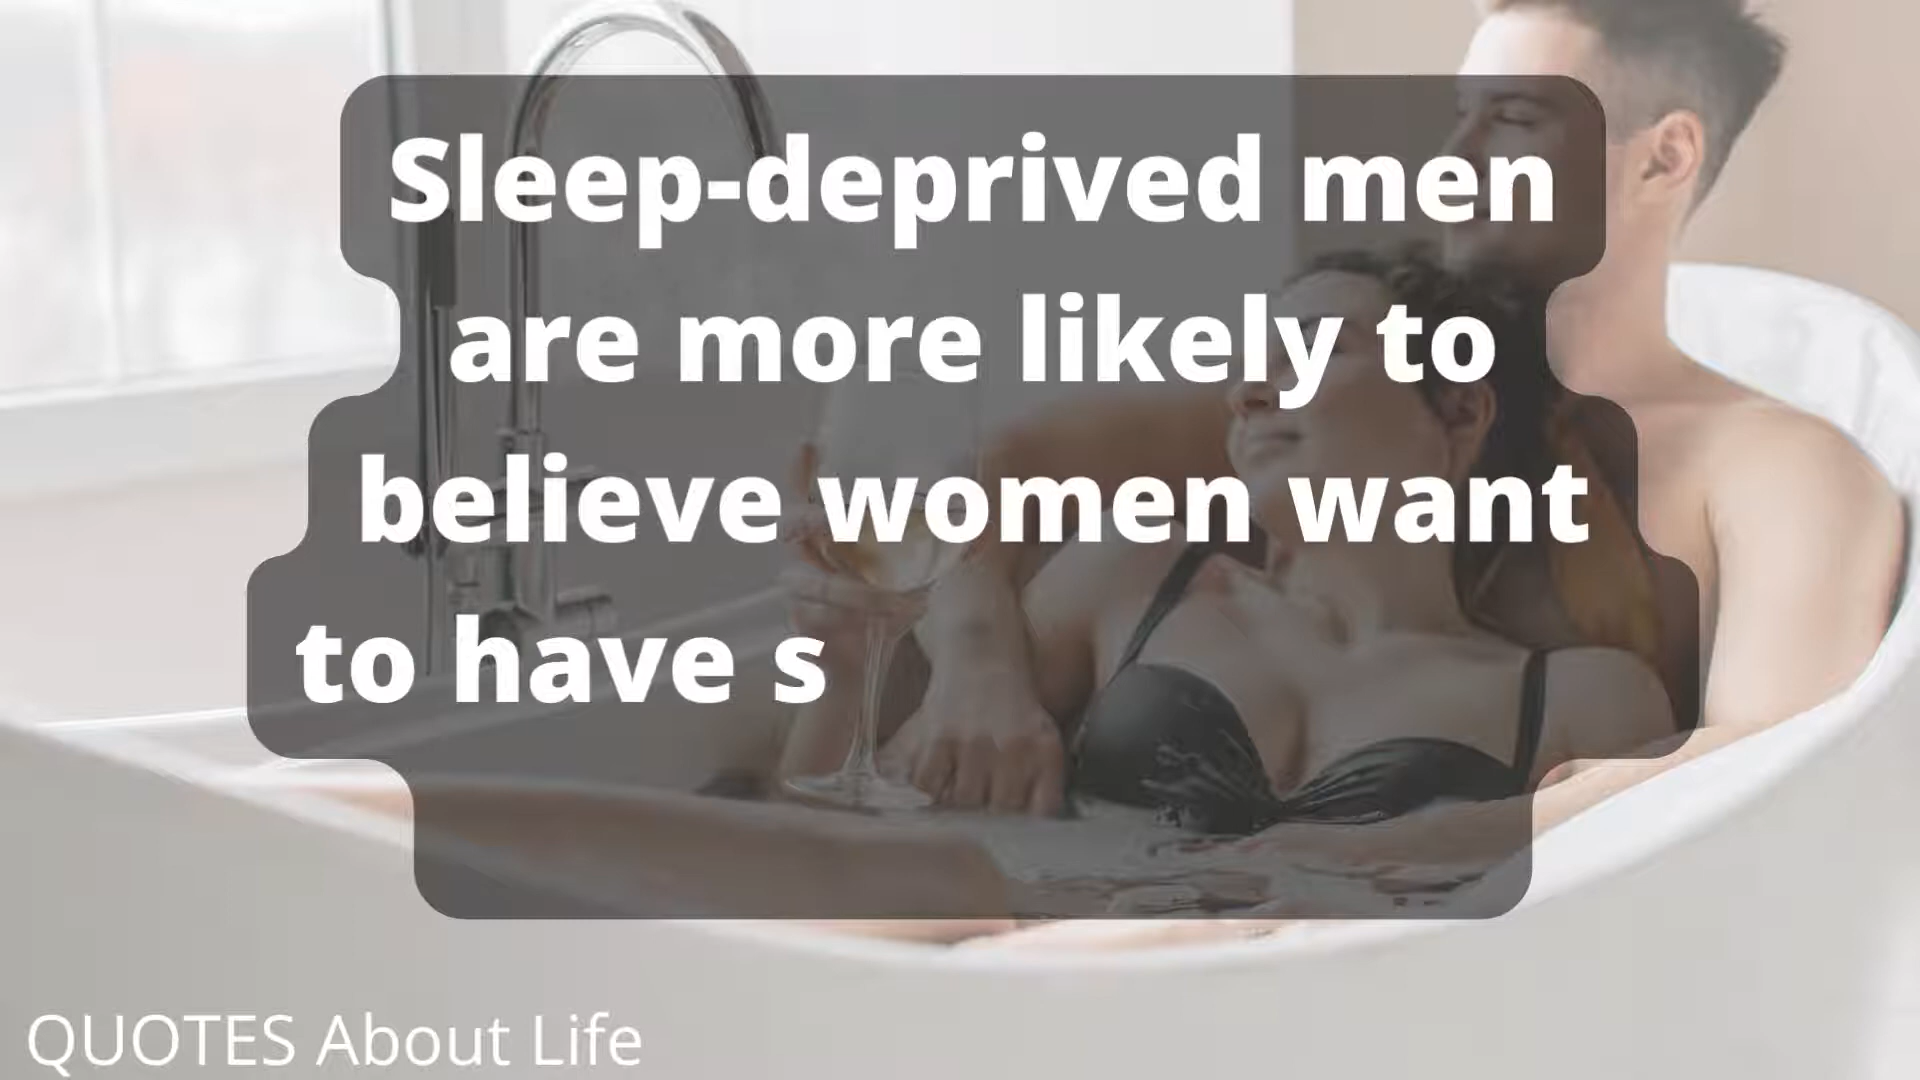 Sleep-deprived men
are more likely to
believe women want
to have s
QUOTES About Life